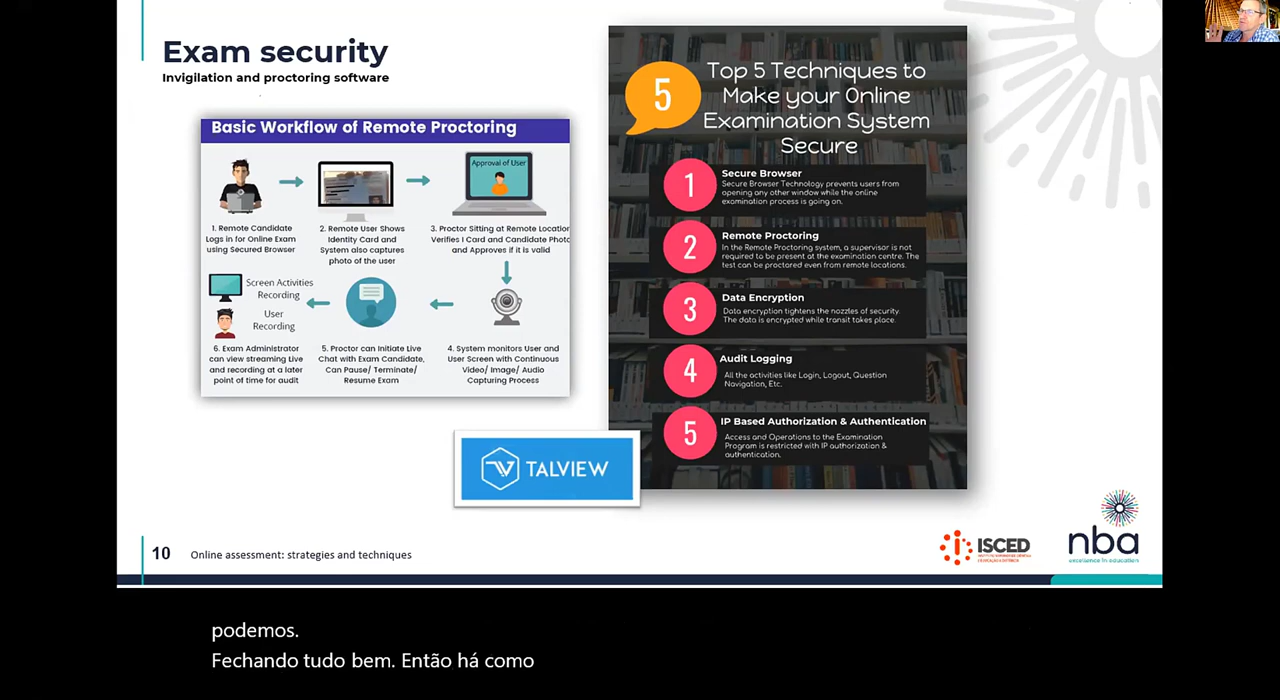 Exam security
Invigilation and proctoring software
Basic Workflow of Remote Proctoring
Approval of User
1. Remote Candidate
Logs in for Online Exam
using Secured Browser
2. Remote User Shows
Identity Card and
System also captures
photo of the user
3. Proctor Sitting at Remote Location
Verifies I Card and Candidate Photo
and Approves if it is valid
Screen Activities
Recording
User
Recording
6. Exam Administrator
can view streaming Live
and recording at a later
point of time for audit
5. Proctor can Initiate Live
Chat with Exam Candidate,
Can Pause/ Terminate/
Resume Exam
4. System monitors User and
User Screen with Continuous
Video/ Image/ Audio
Capturing Process
5
Top 5 Techniques to
Make your Online
Examination System
Secure
1
Secure Browser
Secure Browser Technology prevents users from
opening any other window while the online
examination process is going on.
2
Remote Proctoring
In the Remote Proctoring system, a supervisor is not
required to be present at the examination centre. The
test can be proctored even from remote locations.
3
Data Encryption
Data encryption tightens the nozzles of security.
The data is encrypted while transit takes place.
4
Audit Logging
All the activities like Login, Logout, Question
Navigation, Etc.
5
IP Based Authorization & Authentication
Access and Operations to the Examination
Program is restricted with IP authorization &
authentication.
TALVIEW
10
Online assessment: strategies and techniques
ISCED
nba
excellence in education
podemos.
Fechando tudo bem. Então há como